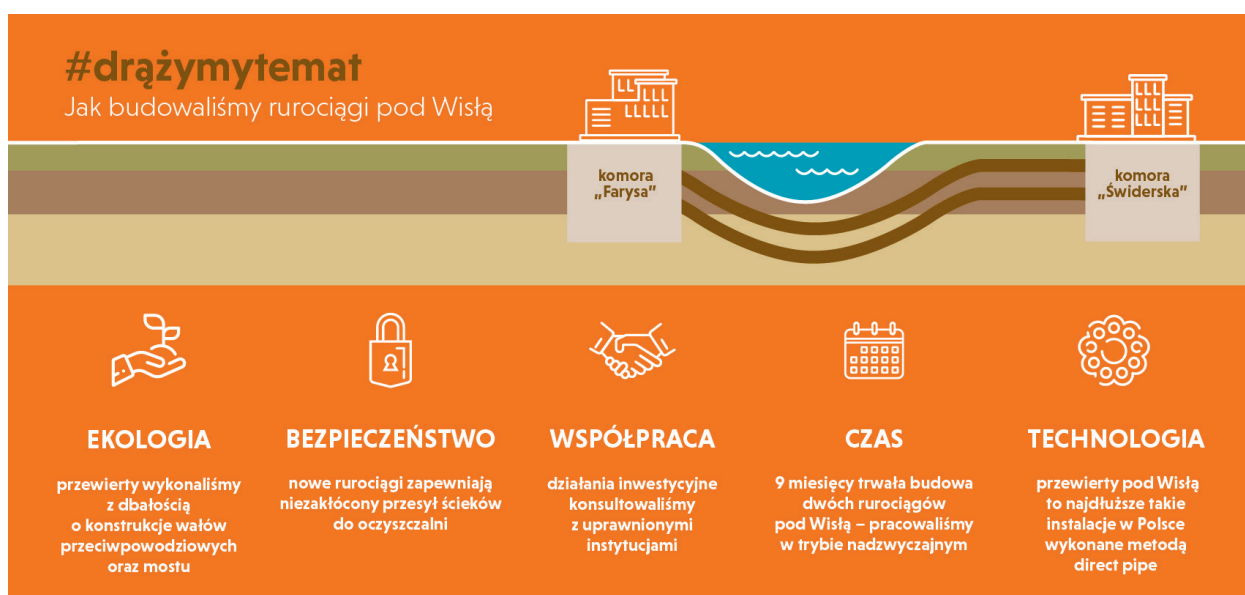 #drążymytemat
Jak budowaliśmy rurociągi pod Wisłą
komora
„Farysa”
komora
„Świderska”
EKOLOGIA
przewierty wykonaliśmy
z dbałością
o konstrukcje wałów
przeciwpowodziowych
oraz mostu
BEZPIECZEŃSTWO
nowe rurociągi zapewniają
niezakłócony przesył ścieków
do oczyszczalni
WSPÓŁPRACA
działania inwestycyjne
konsultowaliśmy
z uprawnionymi
instytucjami
CZAS
9 miesięcy trwała budowa
dwóch rurociągów
pod Wisłą – pracowaliśmy
w trybie nadzwyczajnym
TECHNOLOGIA
przewierty pod Wisłą
to najdłuższe takie
instalacje w Polsce
wykonane metodą
direct pipe